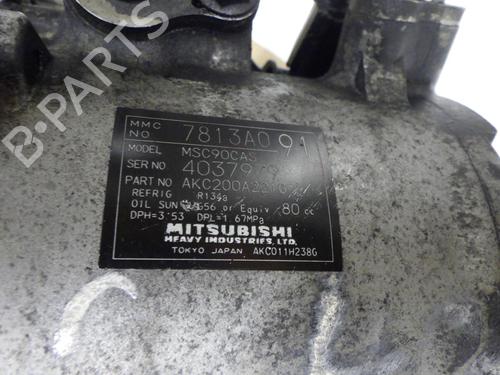 MMC NO 7813A091
MODEL MSC90CAS
SER NO. 40379
PART NO AKC200A221
REFRIG R134a
OIL SUN PAG56 or Equiv. 80 cc
DPH=3.53 DPL=1.67MPa
MITSUBISHI
HEAVY INDUSTRIES, LTD.
TOKYO JAPAN AKC011H238G
B-PARTS